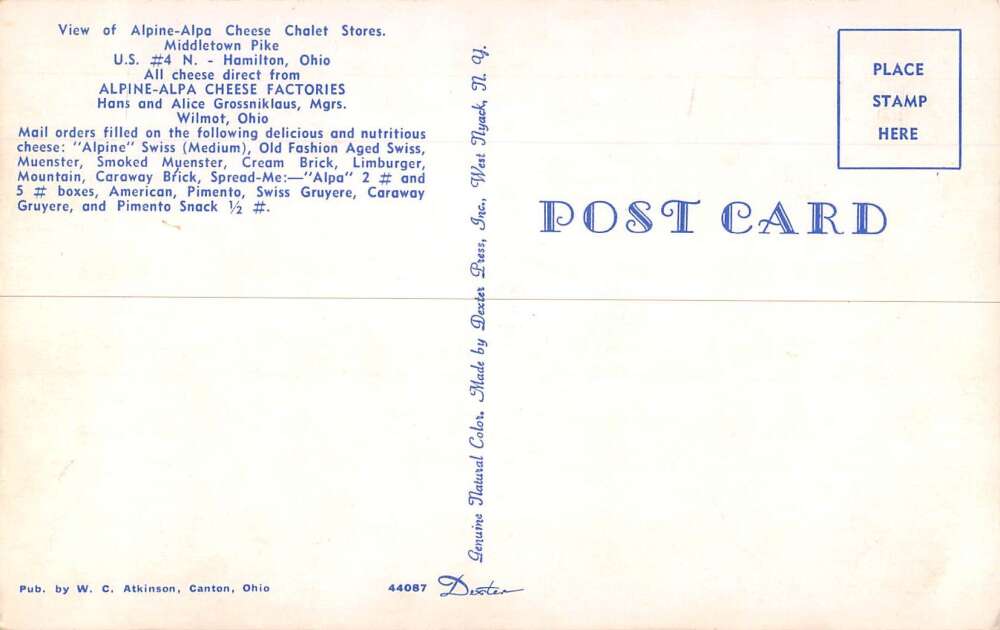 View of Alpine-Alpa Cheese Chalet Stores.
Middletown Pike
U.S. #4 N. - Hamilton, Ohio
All cheese direct from
ALPINE-ALPA CHEESE FACTORIES
Hans and Alice Grossniklaus, Mgrs.
Wilmot, Ohio
Mail orders filled on the following delicious and nutritious
cheese: "Alpine" Swiss (Medium), Old Fashion Aged Swiss,
Muenster, Smoked Muenster, Cream Brick, Limburger,
Mountain, Caraway Brick, Spread-Me:—"Alpa" 2 # and
5 # boxes, American, Pimento, Swiss Gruyere, Caraway
Gruyere, and Pimento Snack ½ #.
Pub. by W. C. Atkinson, Canton, Ohio
44087
Dexter
Genuine Natural Color. Made by Dexter Press, Inc., West Nyack, N. Y.
PLACE
STAMP
HERE
POST CARD